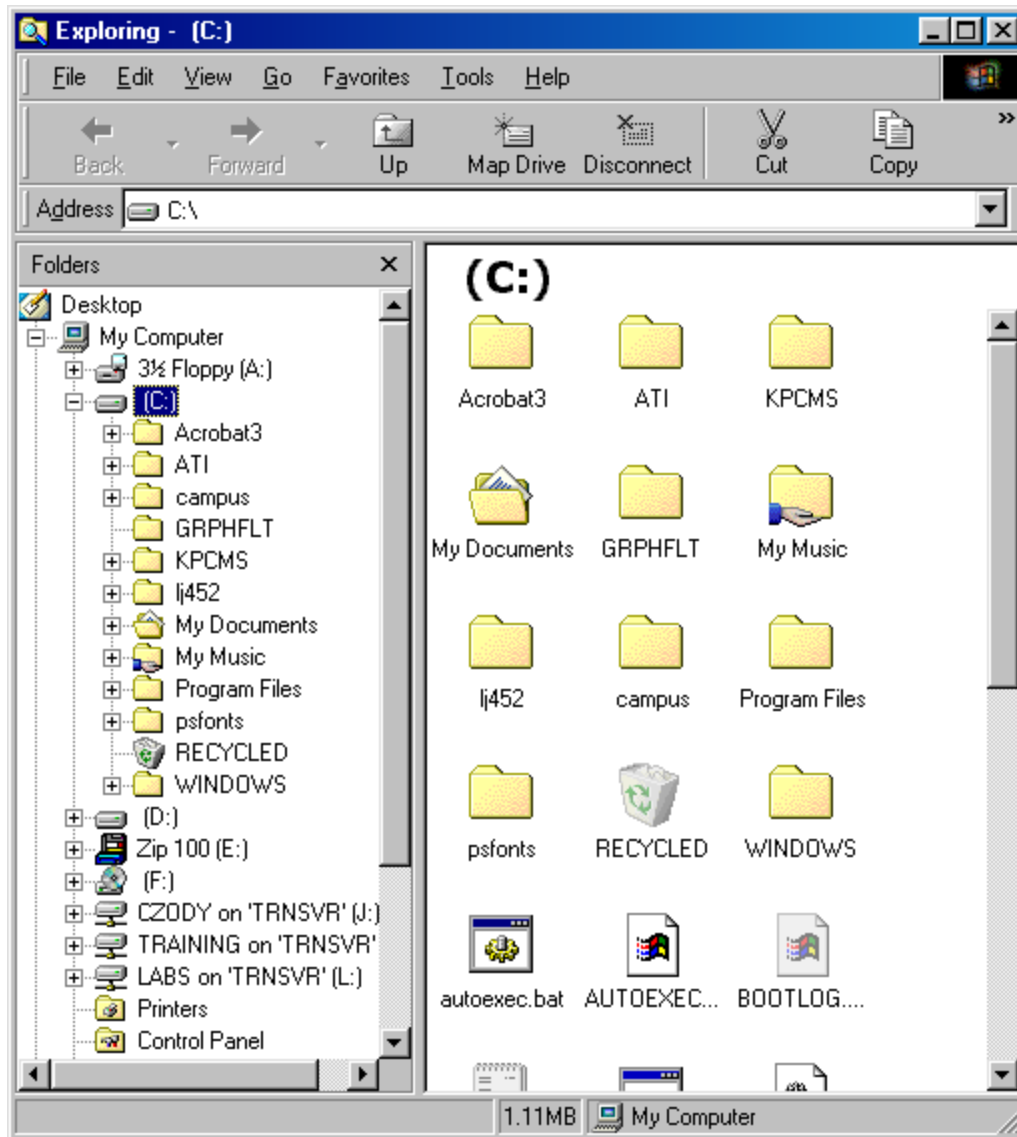 Exploring - (C:)
File Edit View Go Favorites Tools Help
Back Forward Up Map Drive Disconnect Cut Copy »
Address C:\
Folders
Desktop
My Computer
3½ Floppy (A:)
(C:)
Acrobat3
ATI
campus
GRPHFLT
KPCMS
lj452
My Documents
My Music
Program Files
psfonts
RECYCLED
WINDOWS
(D:)
Zip 100 (E:)
(F:)
CZODY on 'TRNSVR' (J:)
TRAINING on 'TRNSVR'
LABS on 'TRNSVR' (L:)
Printers
Control Panel
(C:)
Acrobat3 ATI KPCMS
My Documents GRPHFLT My Music
lj452 campus Program Files
psfonts RECYCLED WINDOWS
autoexec.bat AUTOEXEC... BOOTLOG....
1.11MB My Computer